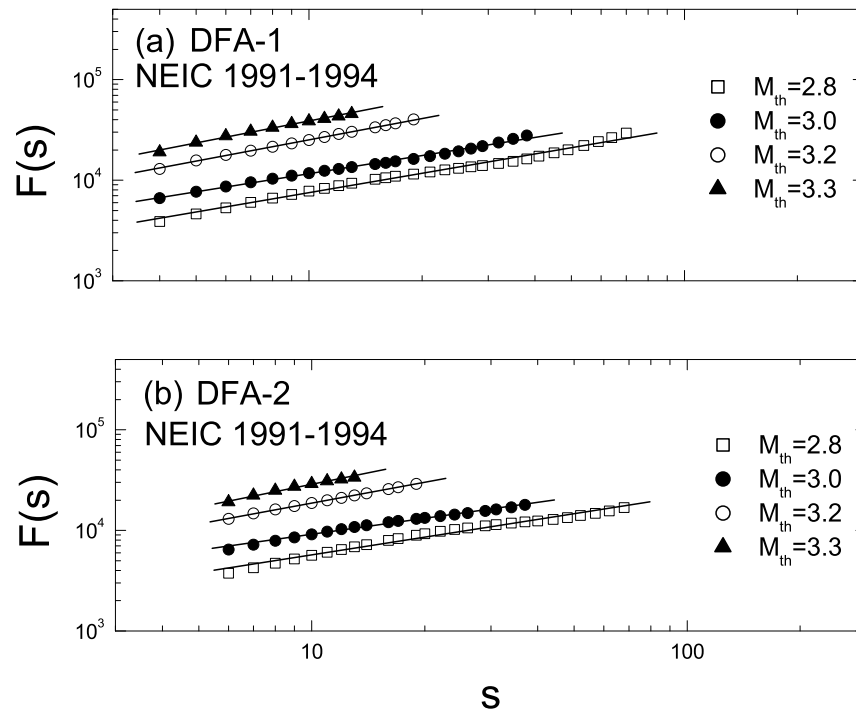 (a) DFA-1
NEIC 1991-1994
10^5
10^4
10^3
F(s)
M_th=2.8
M_th=3.0
M_th=3.2
M_th=3.3
(b) DFA-2
NEIC 1991-1994
10^5
10^4
10^3
F(s)
M_th=2.8
M_th=3.0
M_th=3.2
M_th=3.3
10 100
s